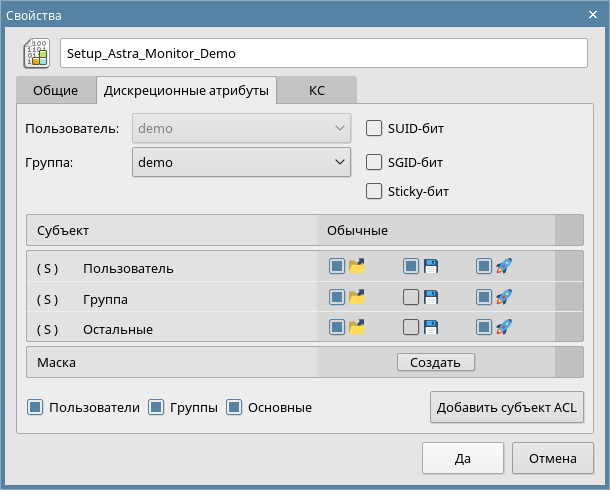 Свойства
Setup_Astra_Monitor_Demo
Общие Дискреционные атрибуты КС
Пользователь: demo SUID-бит
Группа: demo SGID-бит
Sticky-бит
Субъект Обычные
( S ) Пользователь
( S ) Группа
( S ) Остальные
Маска Создать
Пользователи Группы Основные Добавить субъект ACL
Да Отмена